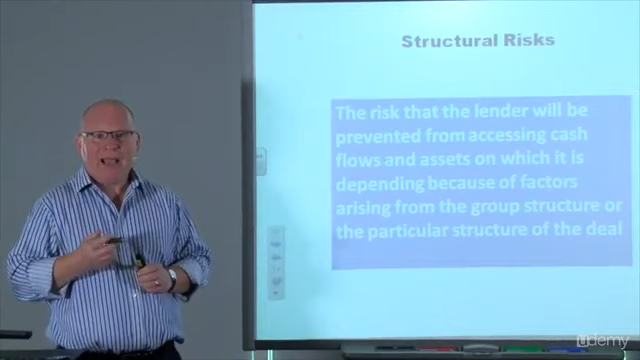 Structural Risks
The risk that the lender will be
prevented from accessing cash
flows and assets on which it is
depending because of factors
arising from the group structure or
the particular structure of the deal
udemy